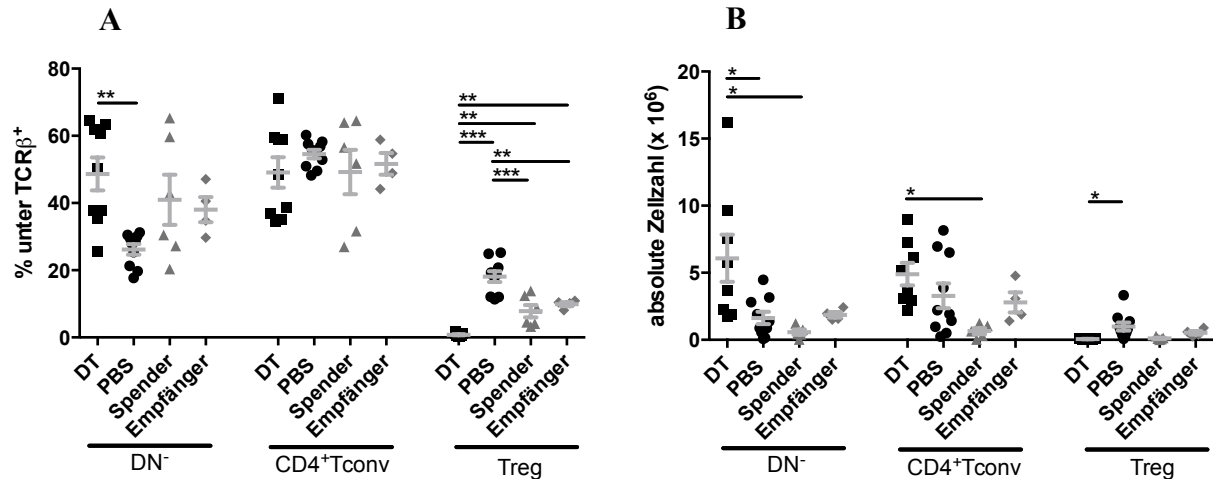 A
% unter TCRβ⁺
80
60
40
20
0
**
**
**
***
**
***
DT
PBS
Spender
Empfänger
DT
PBS
Spender
Empfänger
DT
PBS
Spender
Empfänger
DN⁻
CD4⁺Tconv
Treg
B
absolute Zellzahl (x 10⁶)
20
15
10
5
0
*
*
*
*
DT
PBS
Spender
Empfänger
DT
PBS
Spender
Empfänger
DT
PBS
Spender
Empfänger
DN⁻
CD4⁺Tconv
Treg